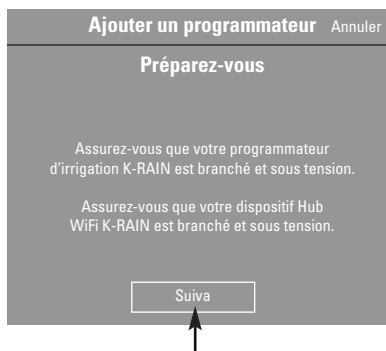 Ajouter un programmateur Annuler
Préparez-vous
Assurez-vous que votre programmateur
d'irrigation K-RAIN est branché et sous tension.
Assurez-vous que votre dispositif Hub
WiFi K-RAIN est branché et sous tension.
Suiva